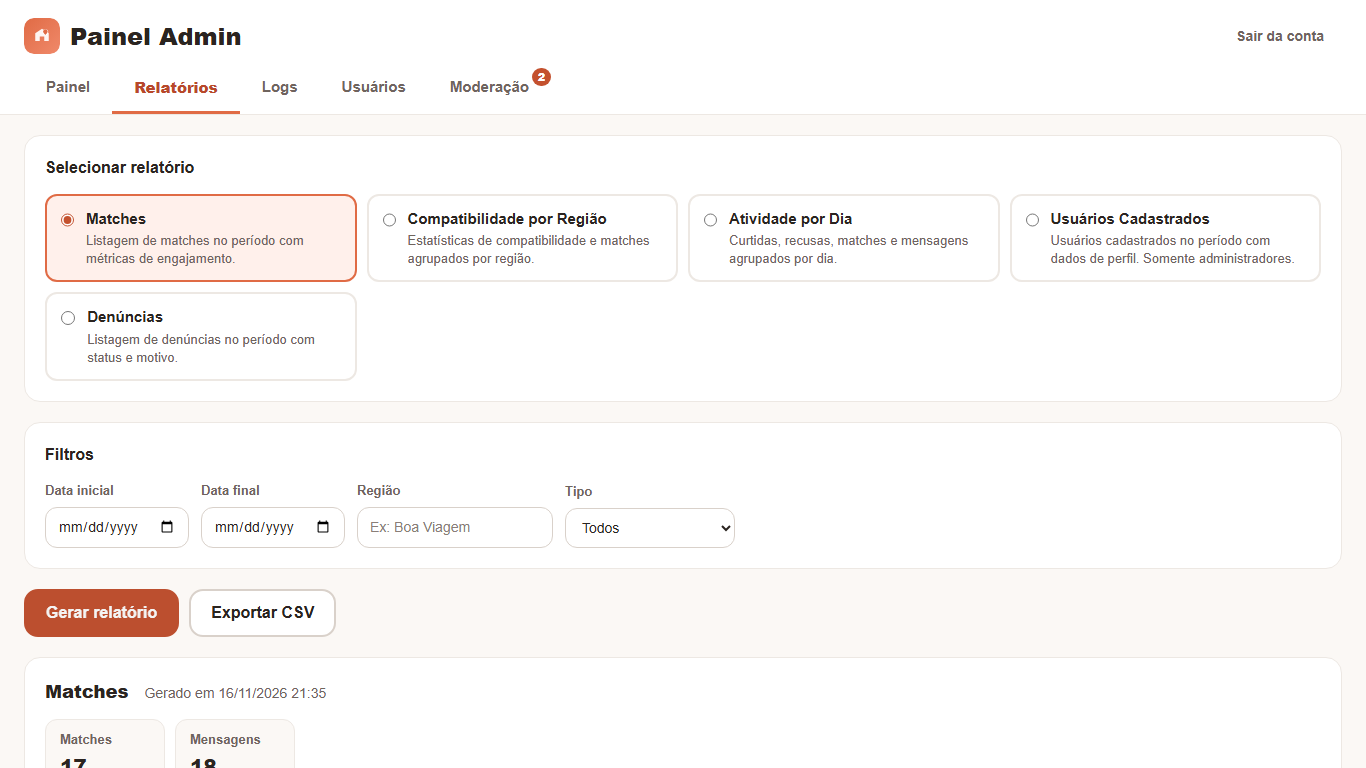 Painel Admin
Sair da conta
Painel
Relatórios
Logs
Usuários
Moderação
2
Selecionar relatório
Matches
Listagem de matches no período com
métricas de engajamento.
Compatibilidade por Região
Estatísticas de compatibilidade e matches
agrupados por região.
Atividade por Dia
Curtidas, recusas, matches e mensagens
agrupados por dia.
Usuários Cadastrados
Usuários cadastrados no período com
dados de perfil. Somente administradores.
Denúncias
Listagem de denúncias no período com
status e motivo.
Filtros
Data inicial
Data final
Região
Tipo
mm/dd/yyyy
mm/dd/yyyy
Ex: Boa Viagem
Todos
Gerar relatório
Exportar CSV
Matches
Gerado em 16/11/2026 21:35
Matches
17
Mensagens
18